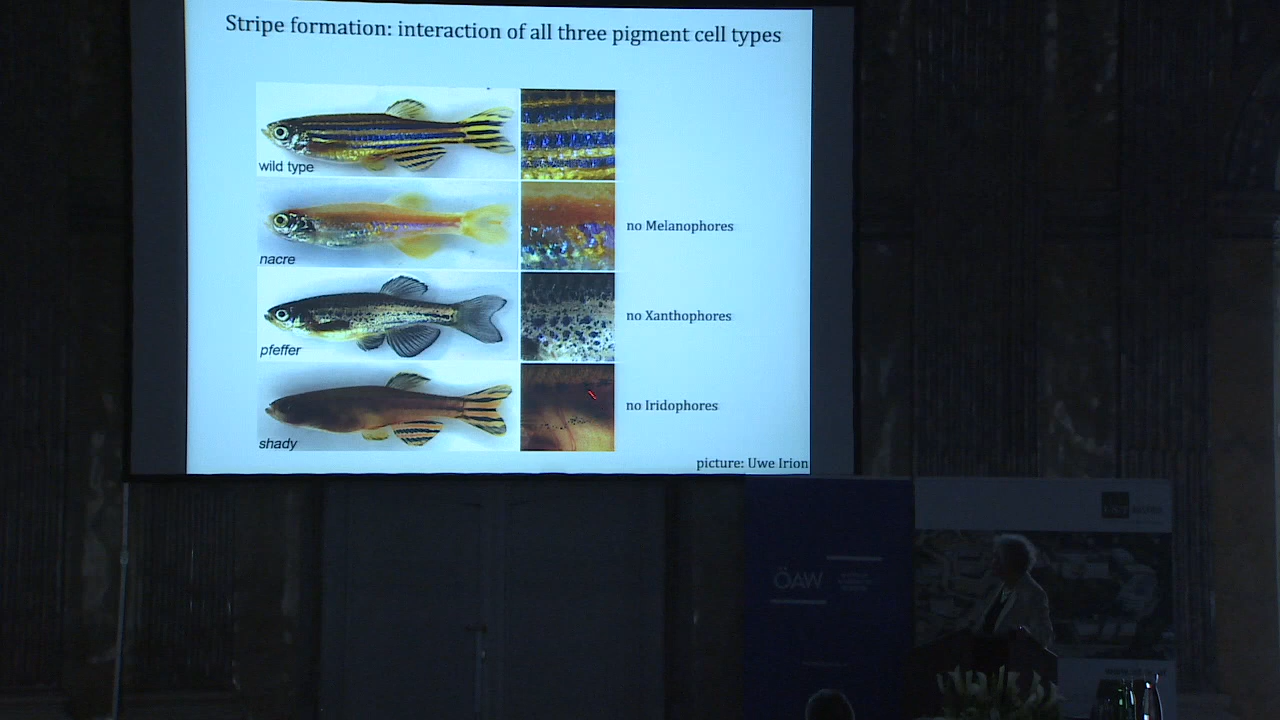 Stripe formation: interaction of all three pigment cell types
wild type
nacre
no Melanophores
pfeffer
no Xanthophores
shady
no Iridophores
picture: Uwe Irion
ÖAW